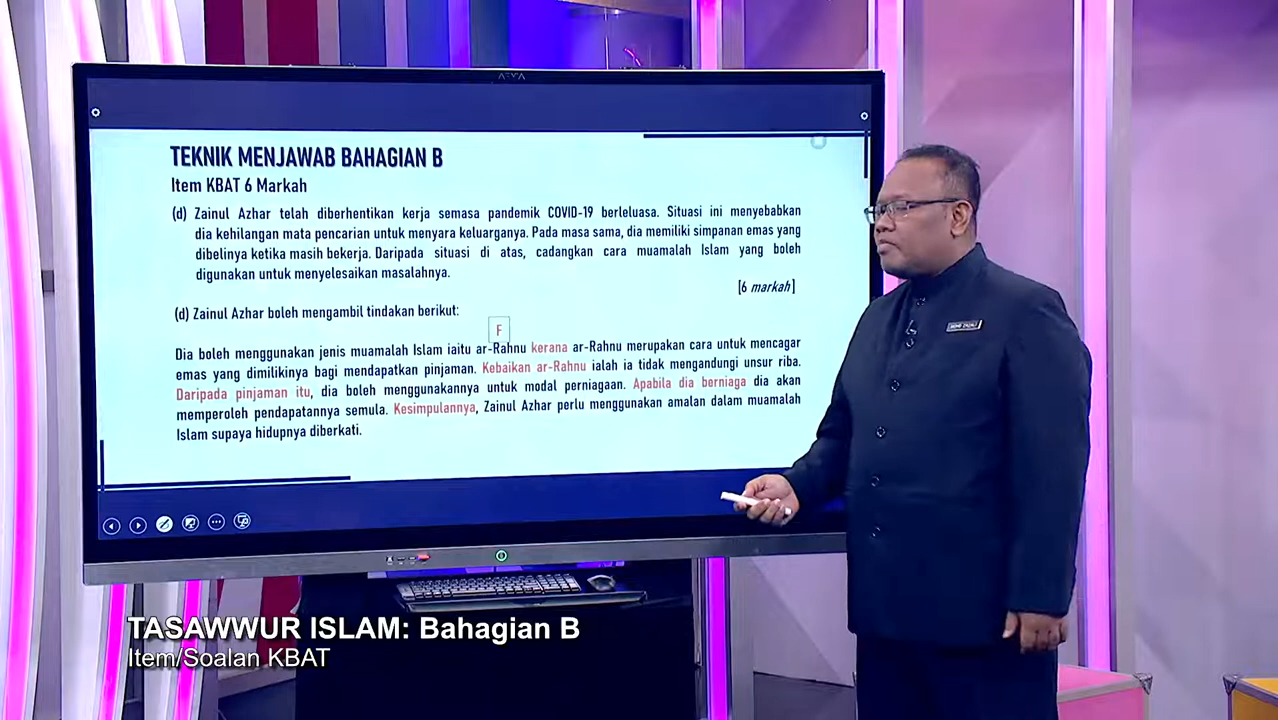 TEKNIK MENJAWAB BAHAGIAN B
Item KBAT 6 Markah
(d) Zainul Azhar telah diberhentikan kerja semasa pandemik COVID-19 berleluasa. Situasi ini menyebabkan
dia kehilangan mata pencarian untuk menyara keluarganya. Pada masa sama, dia memiliki simpanan emas yang
dibelinya ketika masih bekerja. Daripada situasi di atas, cadangkan cara muamalah Islam yang boleh
digunakan untuk menyelesaikan masalahnya.
[6 markah]
(d) Zainul Azhar boleh mengambil tindakan berikut:
F
Dia boleh menggunakan jenis muamalah Islam iaitu ar-Rahnu kerana ar-Rahnu merupakan cara untuk mencagar
emas yang dimilikinya bagi mendapatkan pinjaman. Kebaikan ar-Rahnu ialah ia tidak mengandungi unsur riba.
Daripada pinjaman itu, dia boleh menggunakannya untuk modal perniagaan. Apabila dia berniaga dia akan
memperoleh pendapatannya semula. Kesimpulannya, Zainul Azhar perlu menggunakan amalan dalam muamalah
Islam supaya hidupnya diberkati.
TASAWWUR ISLAM: Bahagian B
Item/Soalan KBAT